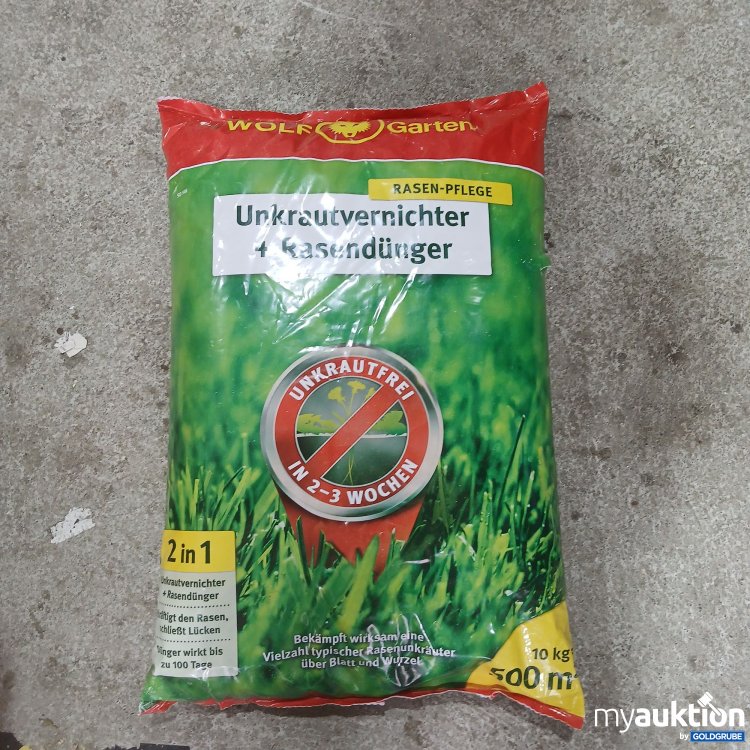 WOLF Garten
RASEN-PFLEGE
Unkrautvernichter
+ Rasendünger
UNKRAUTFREI
IN 2-3 WOCHEN
2 in 1
Unkrautvernichter
+ Rasendünger
den Rasen,
schließt Lücken
Dünger wirkt bis
zu 100 Tage
Bekämpft wirksam eine
Vielzahl typischer Rasenunkräuter
über Blatt und Wurzel
10 kg
500 m
myauktion
by GOLDGRUBE